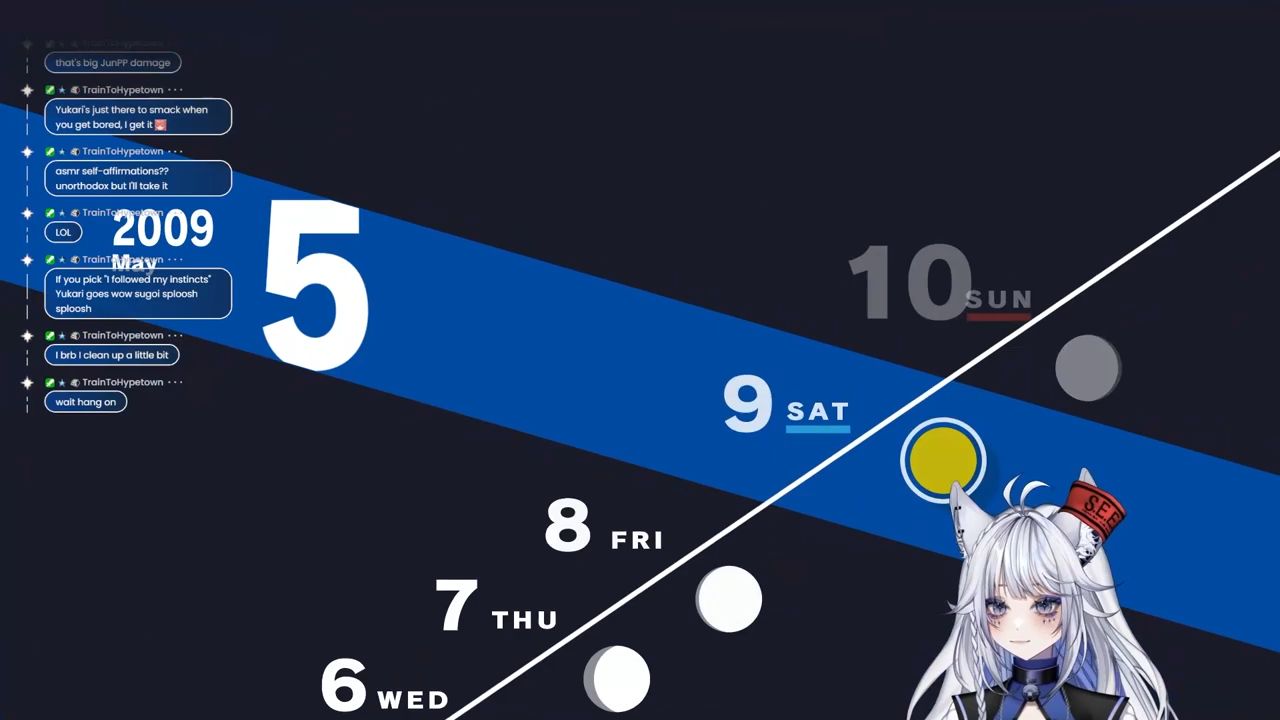 TrainToHypetown
that's big JunPP damage
TrainToHypetown
Yukari's just there to smack when
you get bored, I get it
TrainToHypetown
asmr self-affirmations??
unorthodox but I'll take it
TrainToHypetown
LOL
TrainToHypetown
If you pick "I followed my instincts"
Yukari goes wow sugoi sploosh
sploosh
TrainToHypetown
I brb I clean up a little bit
TrainToHypetown
wait hang on
2009
May
5
10 SUN
9 SAT
8 FRI
7 THU
6 WED